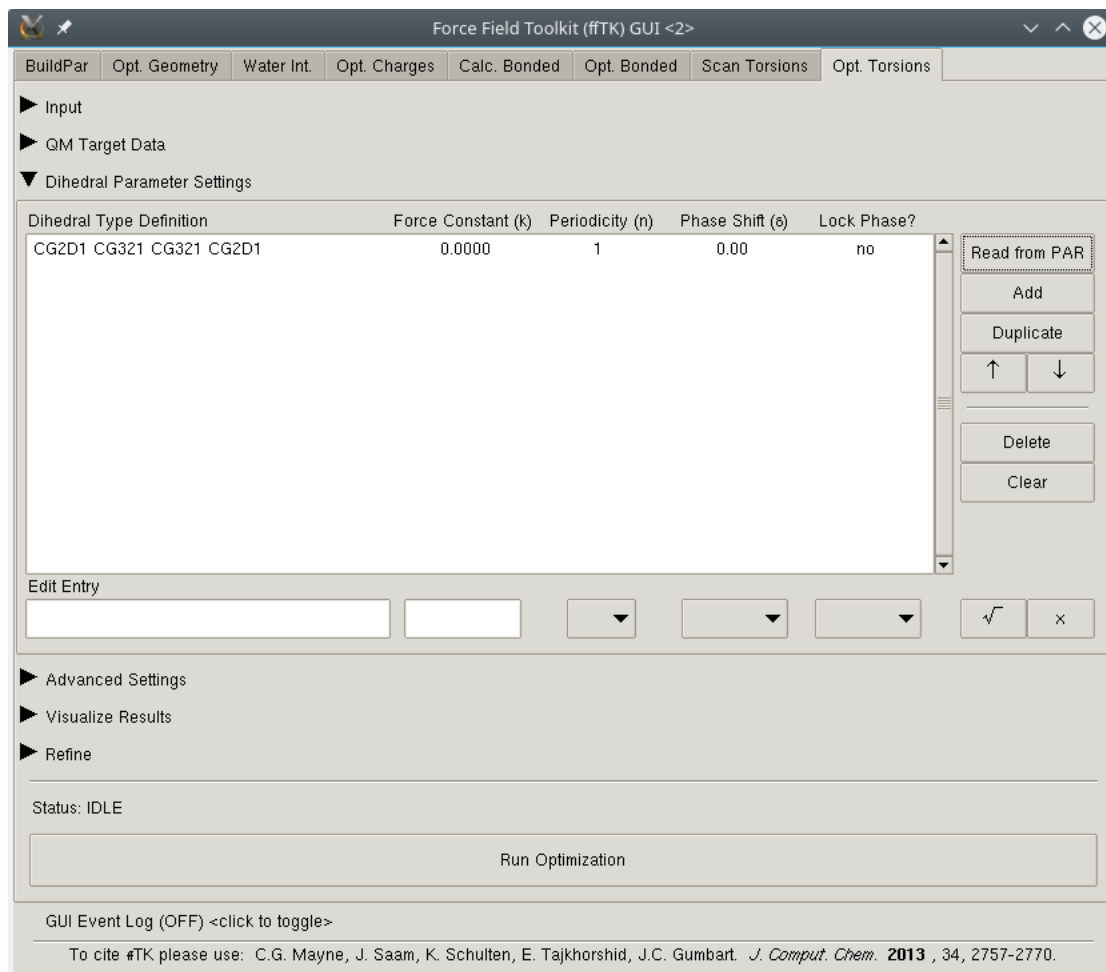 Force Field Toolkit (ffTK) GUI <2>
BuildPar Opt. Geometry Water Int. Opt. Charges Calc. Bonded Opt. Bonded Scan Torsions Opt. Torsions
Input
QM Target Data
Dihedral Parameter Settings
Dihedral Type Definition Force Constant (k) Periodicity (n) Phase Shift (δ) Lock Phase?
CG2D1 CG321 CG321 CG2D1 0.0000 1 0.00 no
Read from PAR
Add
Duplicate
↑ ↓
Delete
Clear
Edit Entry
√ ×
Advanced Settings
Visualize Results
Refine
Status: IDLE
Run Optimization
GUI Event Log (OFF) <click to toggle>
To cite ffTK please use: C.G. Mayne, J. Saam, K. Schulten, E. Tajkhorshid, J.C. Gumbart. J. Comput. Chem. 2013 , 34, 2757-2770.